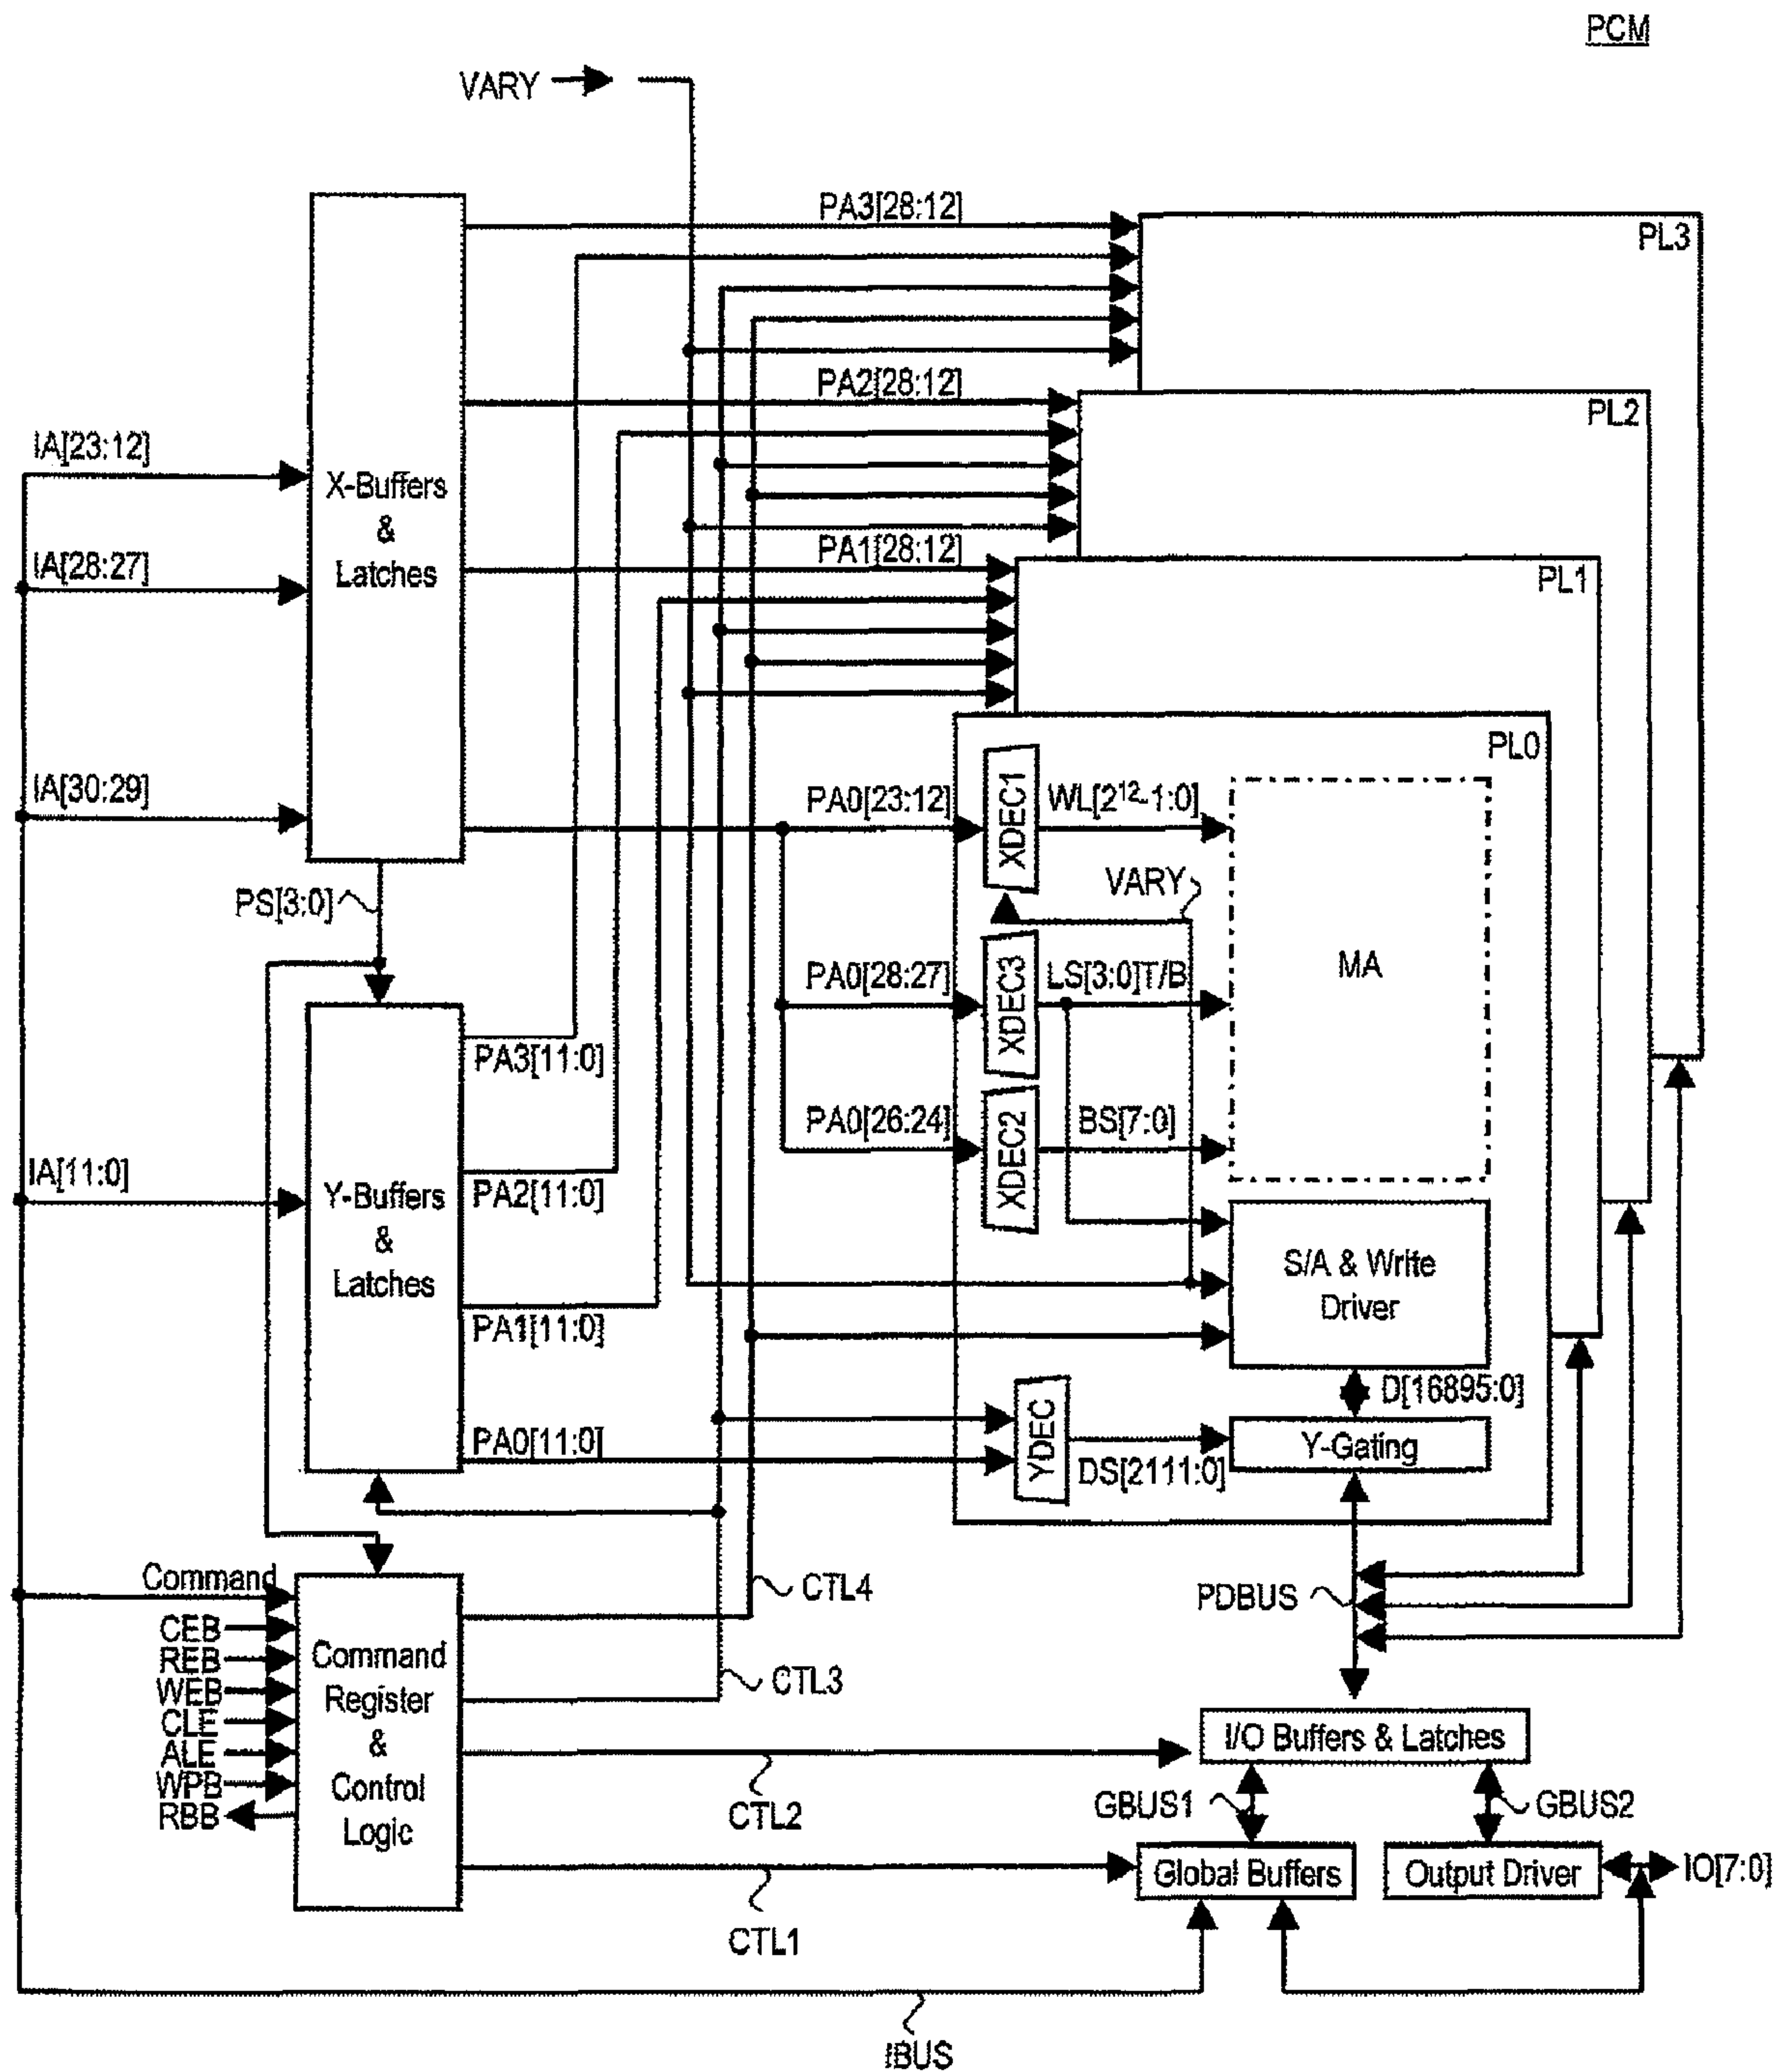 PCM
VARY
PA3[28:12]
PL3
PA2[28:12]
PL2
IA[23:12]
X-Buffers
&
Latches
IA[28:27]
PA1[28:12]
PL1
IA[30:29]
PL0
PA0[23:12]
XDEC1
WL[2¹²-1:0]
VARY
MA
PS[3:0]
PA0[28:27]
XDEC3
LS[3:0]T/B
PA3[11:0]
PA0[26:24]
XDEC2
BS[7:0]
IA[11:0]
Y-Buffers
&
Latches
PA2[11:0]
S/A & Write
Driver
PA1[11:0]
D[16895:0]
PA0[11:0]
YDEC
DS[2111:0]
Y-Gating
Command
CEB
REB
WEB
CLE
ALE
WPB
RBB
Command
Register
&
Control
Logic
CTL4
PDBUS
CTL3
I/O Buffers & Latches
CTL2
GBUS1
GBUS2
Global Buffers
Output Driver
IO[7:0]
CTL1
IBUS